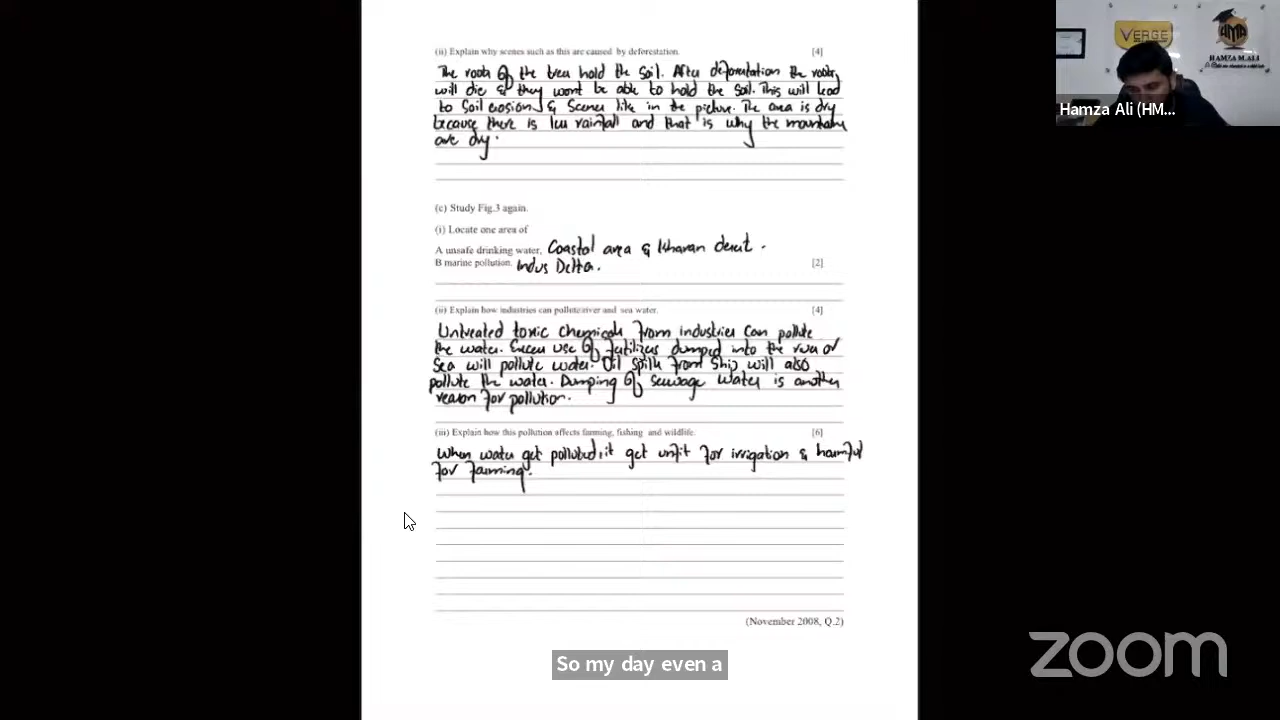 (ii) Explain why scenes such as this are caused by deforestation. [4]
The roots of the trees hold the soil. After deforestation the roots
will die & they wont be able to hold the soil. This will lead
to soil erosion & scenes like in the picture. The area is dry
because there is less rainfall and that is why the mountains
are dry.
(c) Study Fig.3 again.
(i) Locate one area of
A unsafe drinking water, Coastal area & Kharan desert.
B marine pollution. Indus Delta. [2]
(ii) Explain how industries can pollute river and sea water. [4]
Untreated toxic chemicals from industries can pollute
the water. Excess use of fertilizers dumped into the river or
sea will pollute water. Oil spills from ship will also
pollute the water. Dumping of sewage water is another
reason for pollution.
(iii) Explain how this pollution affects farming, fishing and wildlife. [6]
When water get polluted, it get unfit for irrigation & harmful
for farming.
(November 2008, Q.2)
So my day even a
VERGE
HMA
HAMZA M.ALI
Hamza Ali (HM...
zoom